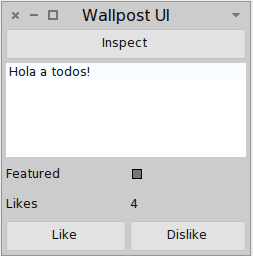 Wallpost UI
Inspect
Hola a todos!
Featured
Likes 4
Like Dislike